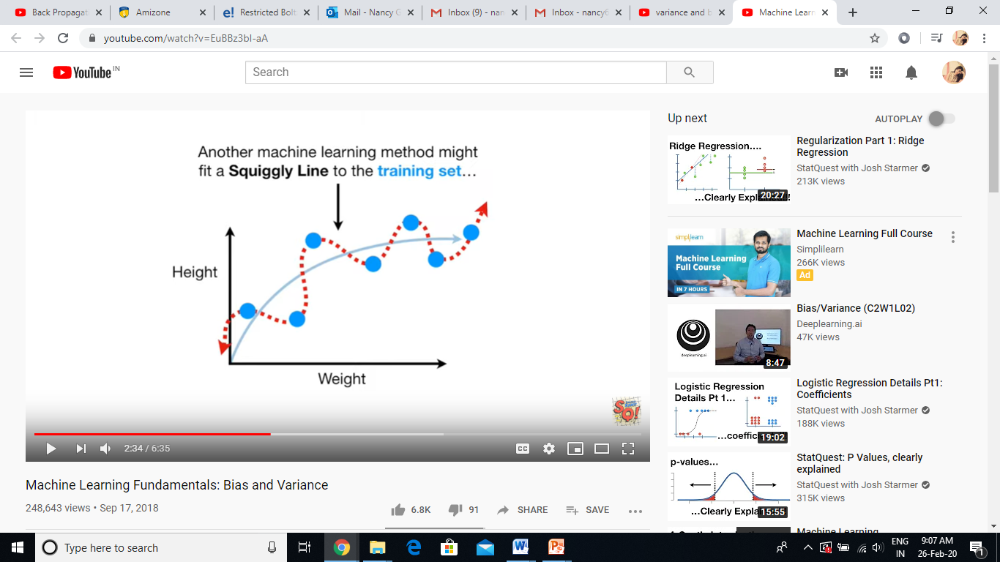 Back Propagat
Amizone
Restricted Bolt
Mail - Nancy G
Inbox (9) - nan
Inbox - nancy6
variance and b
Machine Learn
youtube.com/watch?v=EuBBz3bI-aA
YouTube IN
Search
Another machine learning method might
fit a Squiggly Line to the training set…
Height
Weight
SQ!
2:34 / 6:35
CC
Machine Learning Fundamentals: Bias and Variance
248,643 views • Sep 17, 2018
6.8K
91
SHARE
SAVE
Up next
AUTOPLAY
Ridge Regression….
…Clearly Expl
!!
20:27
Regularization Part 1: Ridge
Regression
StatQuest with Josh Starmer
213K views
simplilearn
Machine Learning
Full Course
IN 7 HOURS
Machine Learning Full Course
Simplilearn
266K views
Ad
deeplearning.ai
8:47
Bias/Variance (C2W1L02)
Deeplearning.ai
47K views
Logistic Regression
Details Pt 1…
…coeffici
19:02
Logistic Regression Details Pt1:
Coefficients
StatQuest with Josh Starmer
188K views
p-values…
…Clearly Expla
15:55
StatQuest: P Values, clearly
explained
StatQuest with Josh Starmer
315K views
Machine Learning
Type here to search
ENG
IN
9:07 AM
26-Feb-20
1